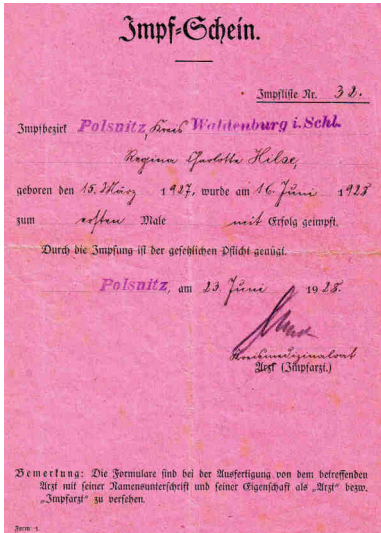 Impf-Schein.
Impfliste Nr. 32.
Impfbezirk Polsnitz, Kreis Waldenburg i. Schl.
Regina Charlotte Hilse,
geboren den 15. März 1927, wurde am 16. Juni 1928
zum ersten Male mit Erfolg geimpft.
Durch die Impfung ist der gesetzlichen Pflicht genügt.
Polsnitz, am 23. Juni 1928.
Kreismedizinalrat
Arzt (Impfarzt.)
Bemerkung: Die Formulare sind bei der Ausfertigung von dem betreffenden
Arzt mit seiner Namensunterschrift und seiner Eigenschaft als „Arzt" bezw.
„Impfarzt" zu versehen.
Form 1.